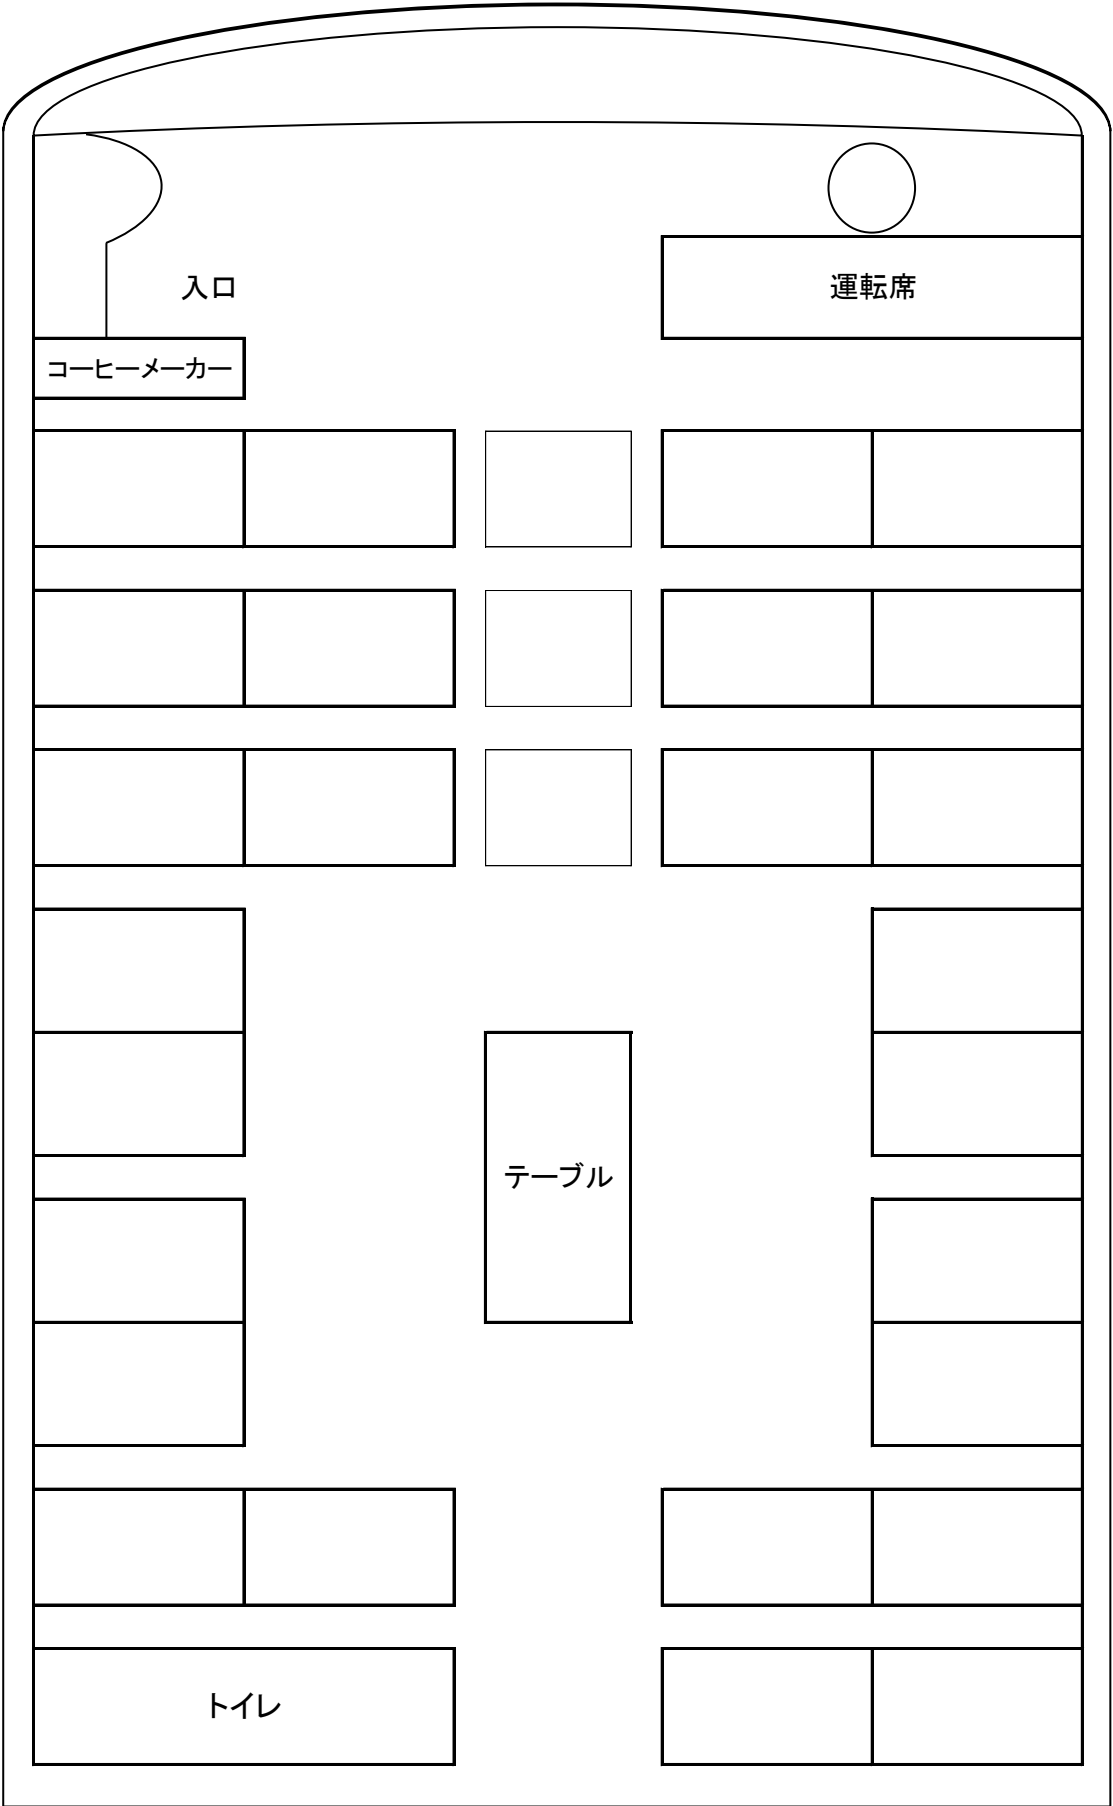 入口
運転席
コーヒーメーカー
テーブル
トイレ